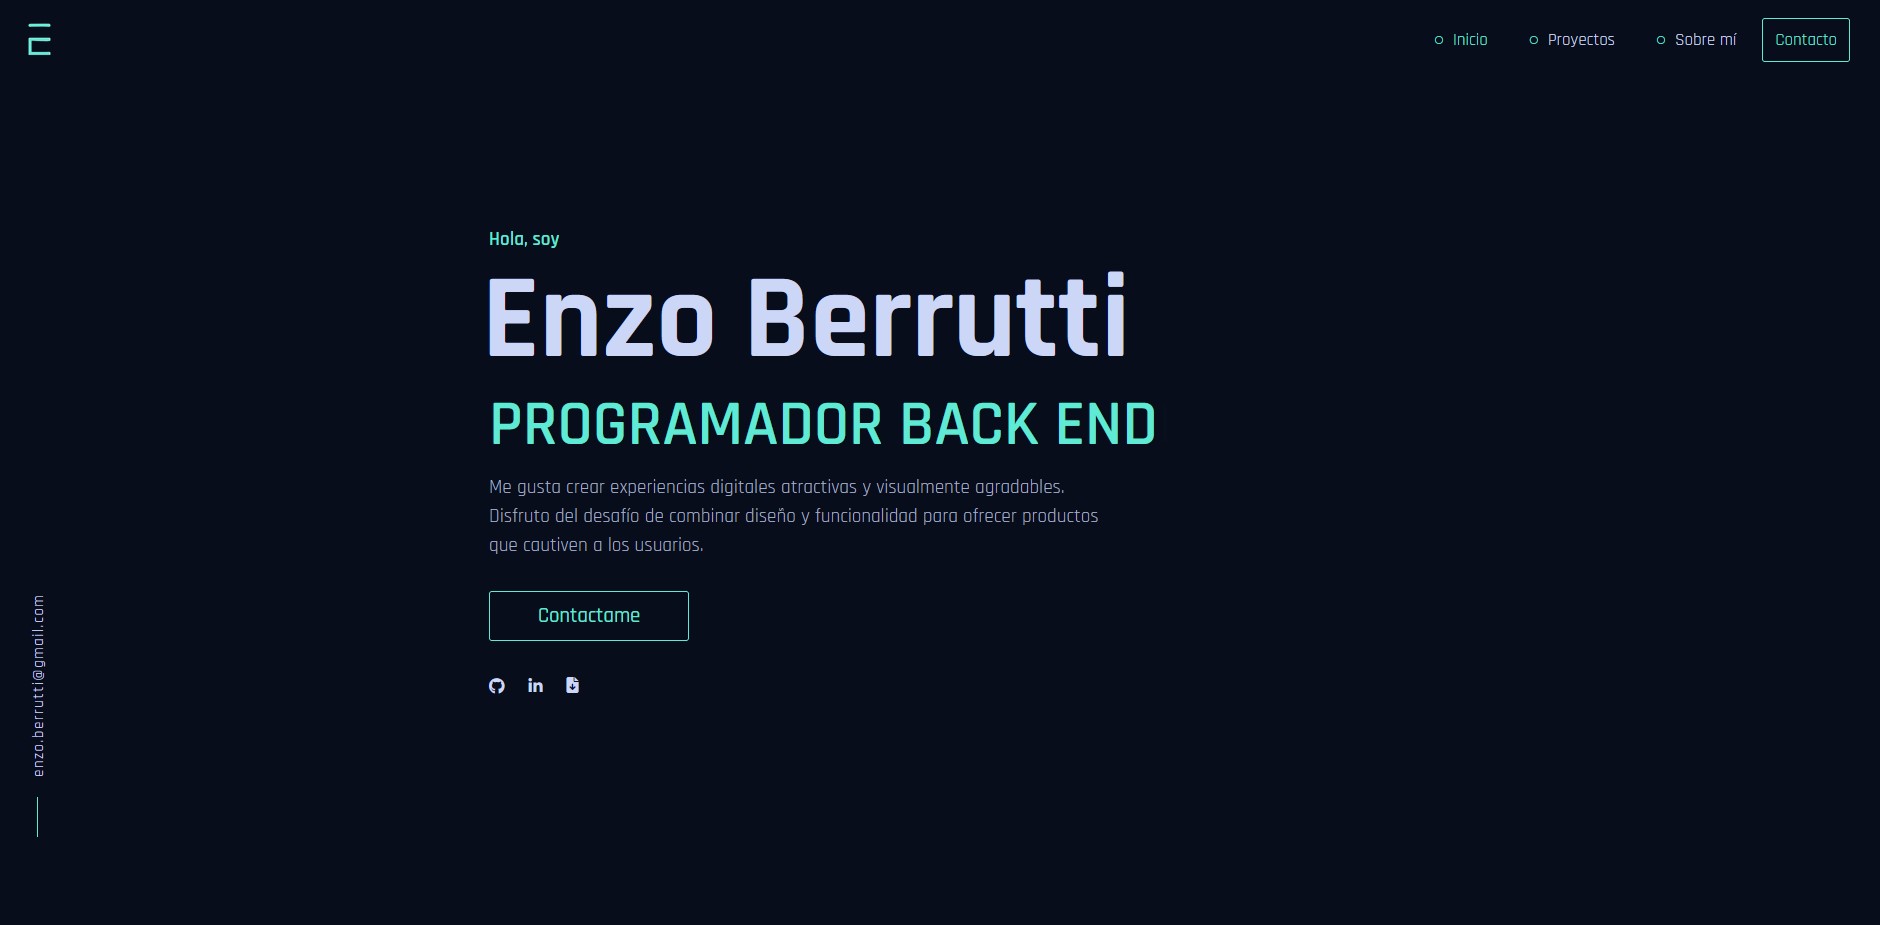 Inicio
Proyectos
Sobre mí
Contacto
Hola, soy
Enzo Berrutti
PROGRAMADOR BACK END
Me gusta crear experiencias digitales atractivas y visualmente agradables.
Disfruto del desafío de combinar diseño y funcionalidad para ofrecer productos
que cautiven a los usuarios.
Contactame
enzo.berrutti@gmail.com